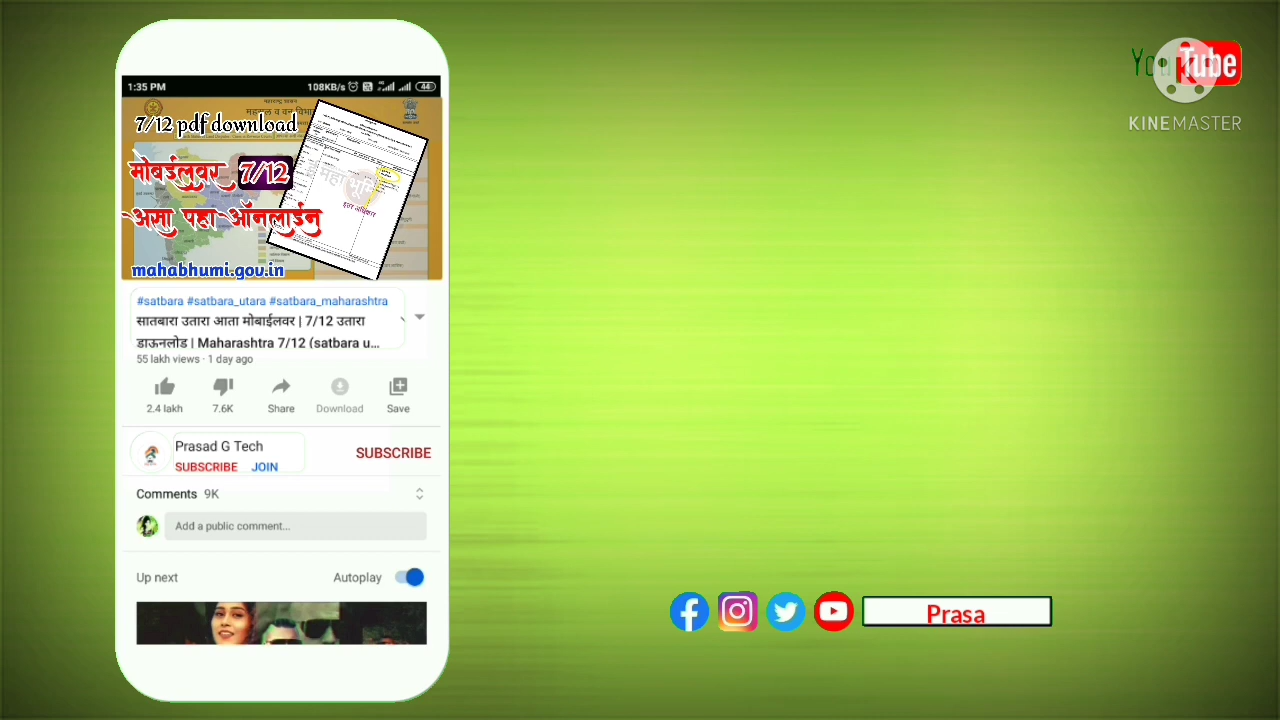 1:35 PM
108KB/s
44
7/12 pdf download
मोबईलवर 7/12
असा पहा ऑनलाईन
mahabhumi.gov.in
#satbara #satbara_utara #satbara_maharashtra
सातबारा उतारा आता मोबाईलवर | 7/12 उतारा
डाऊनलोड | Maharashtra 7/12 (satbara u...
55 lakh views · 1 day ago
2.4 lakh
7.6K
Share
Download
Save
Prasad G Tech
SUBSCRIBE
JOIN
SUBSCRIBE
Comments 9K
Add a public comment...
Up next
Autoplay
YouTube
KINEMASTER
Prasa